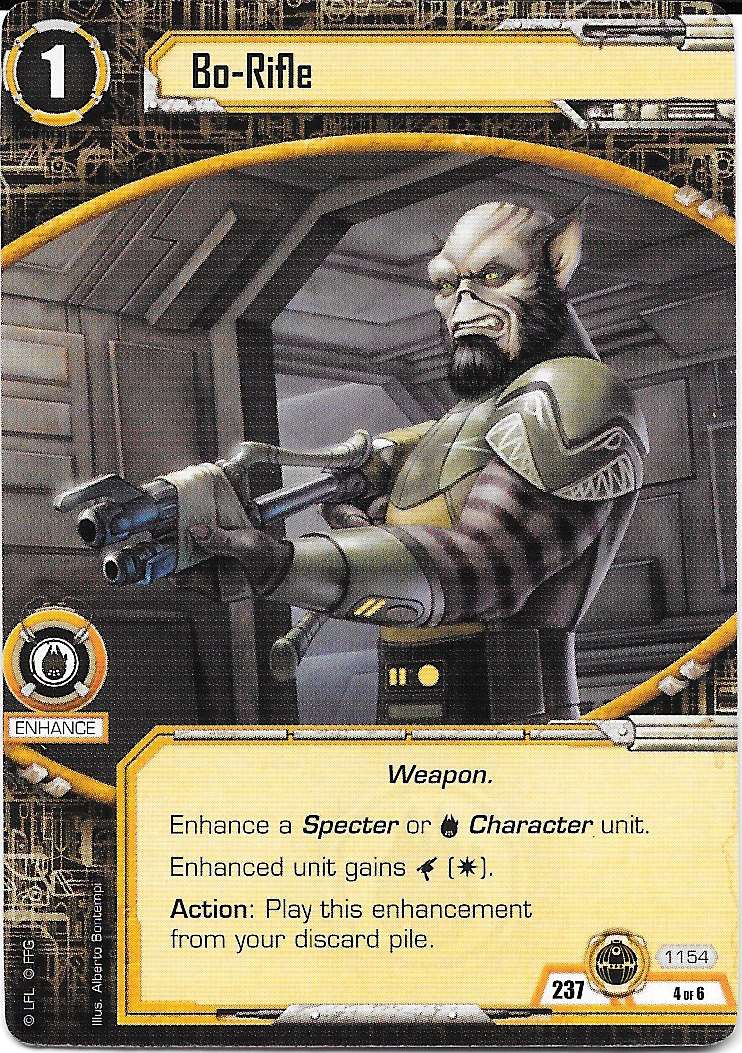 1
Bo-Rifle
ENHANCE
Weapon.
Enhance a Specter or Character unit.
Enhanced unit gains ( ).
Action: Play this enhancement
from your discard pile.
1154
237
4 OF 6
© LFL © FFG
Illus. Alberto Bontempi